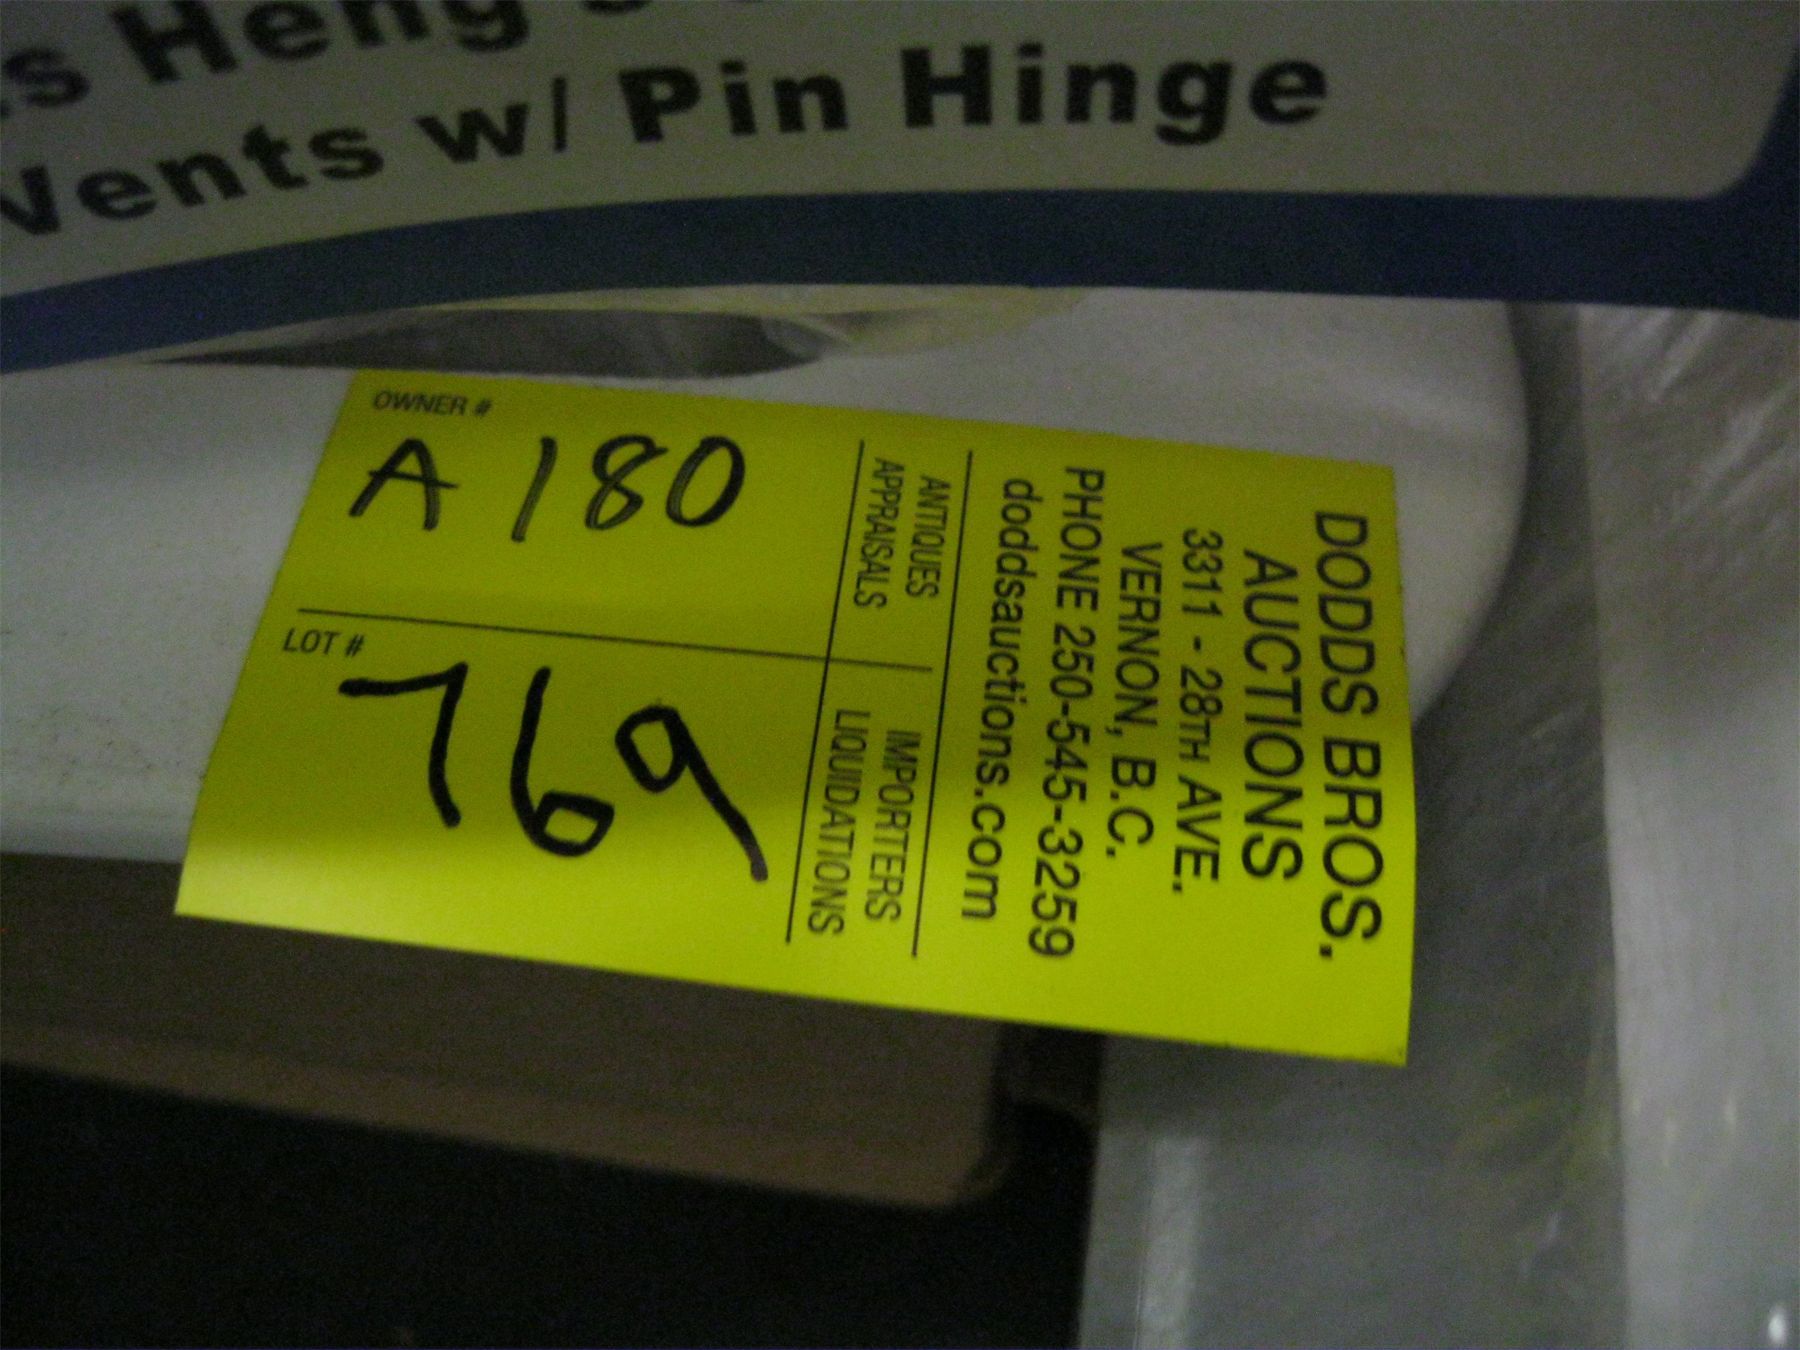 s Heng's
Vents w/ Pin Hinge
OWNER #
A 180
LOT #
769
ANTIQUES
APPRAISALS
IMPORTERS
LIQUIDATIONS
DODDS BROS.
AUCTIONS
3311 - 28TH AVE.
VERNON, B.C.
PHONE 250-545-3259
doddsauctions.com